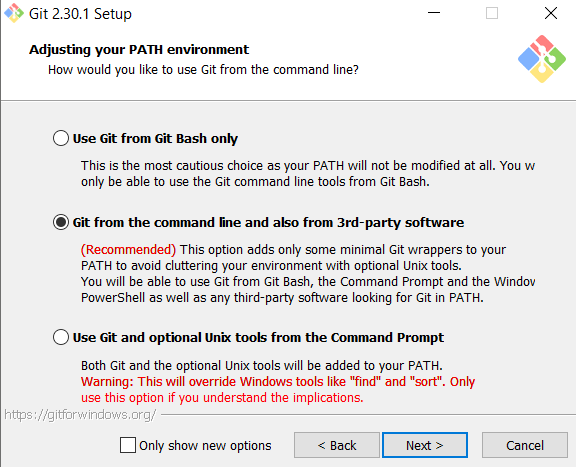 Git 2.30.1 Setup
Adjusting your PATH environment
How would you like to use Git from the command line?
Use Git from Git Bash only
This is the most cautious choice as your PATH will not be modified at all. You w
only be able to use the Git command line tools from Git Bash.
Git from the command line and also from 3rd-party software
(Recommended) This option adds only some minimal Git wrappers to your
PATH to avoid cluttering your environment with optional Unix tools.
You will be able to use Git from Git Bash, the Command Prompt and the Window
PowerShell as well as any third-party software looking for Git in PATH.
Use Git and optional Unix tools from the Command Prompt
Both Git and the optional Unix tools will be added to your PATH.
Warning: This will override Windows tools like "find" and "sort". Only
use this option if you understand the implications.
https://gitforwindows.org/
Only show new options
< Back
Next >
Cancel